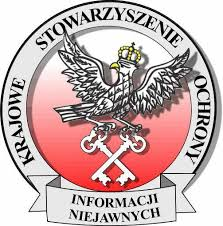 KRAJOWE STOWARZYSZENIE OCHRONY
INFORMACJI
NIEJAWNYCH